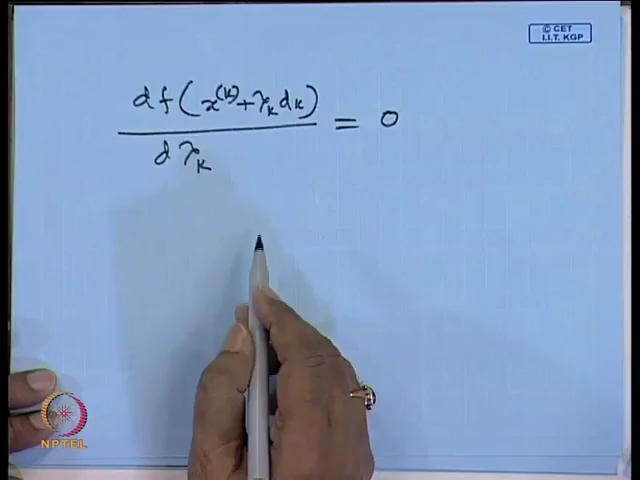 © CET
I.I.T. KGP
df(x^(k) + λ_k d_k) / dλ_k = 0
NPTEL